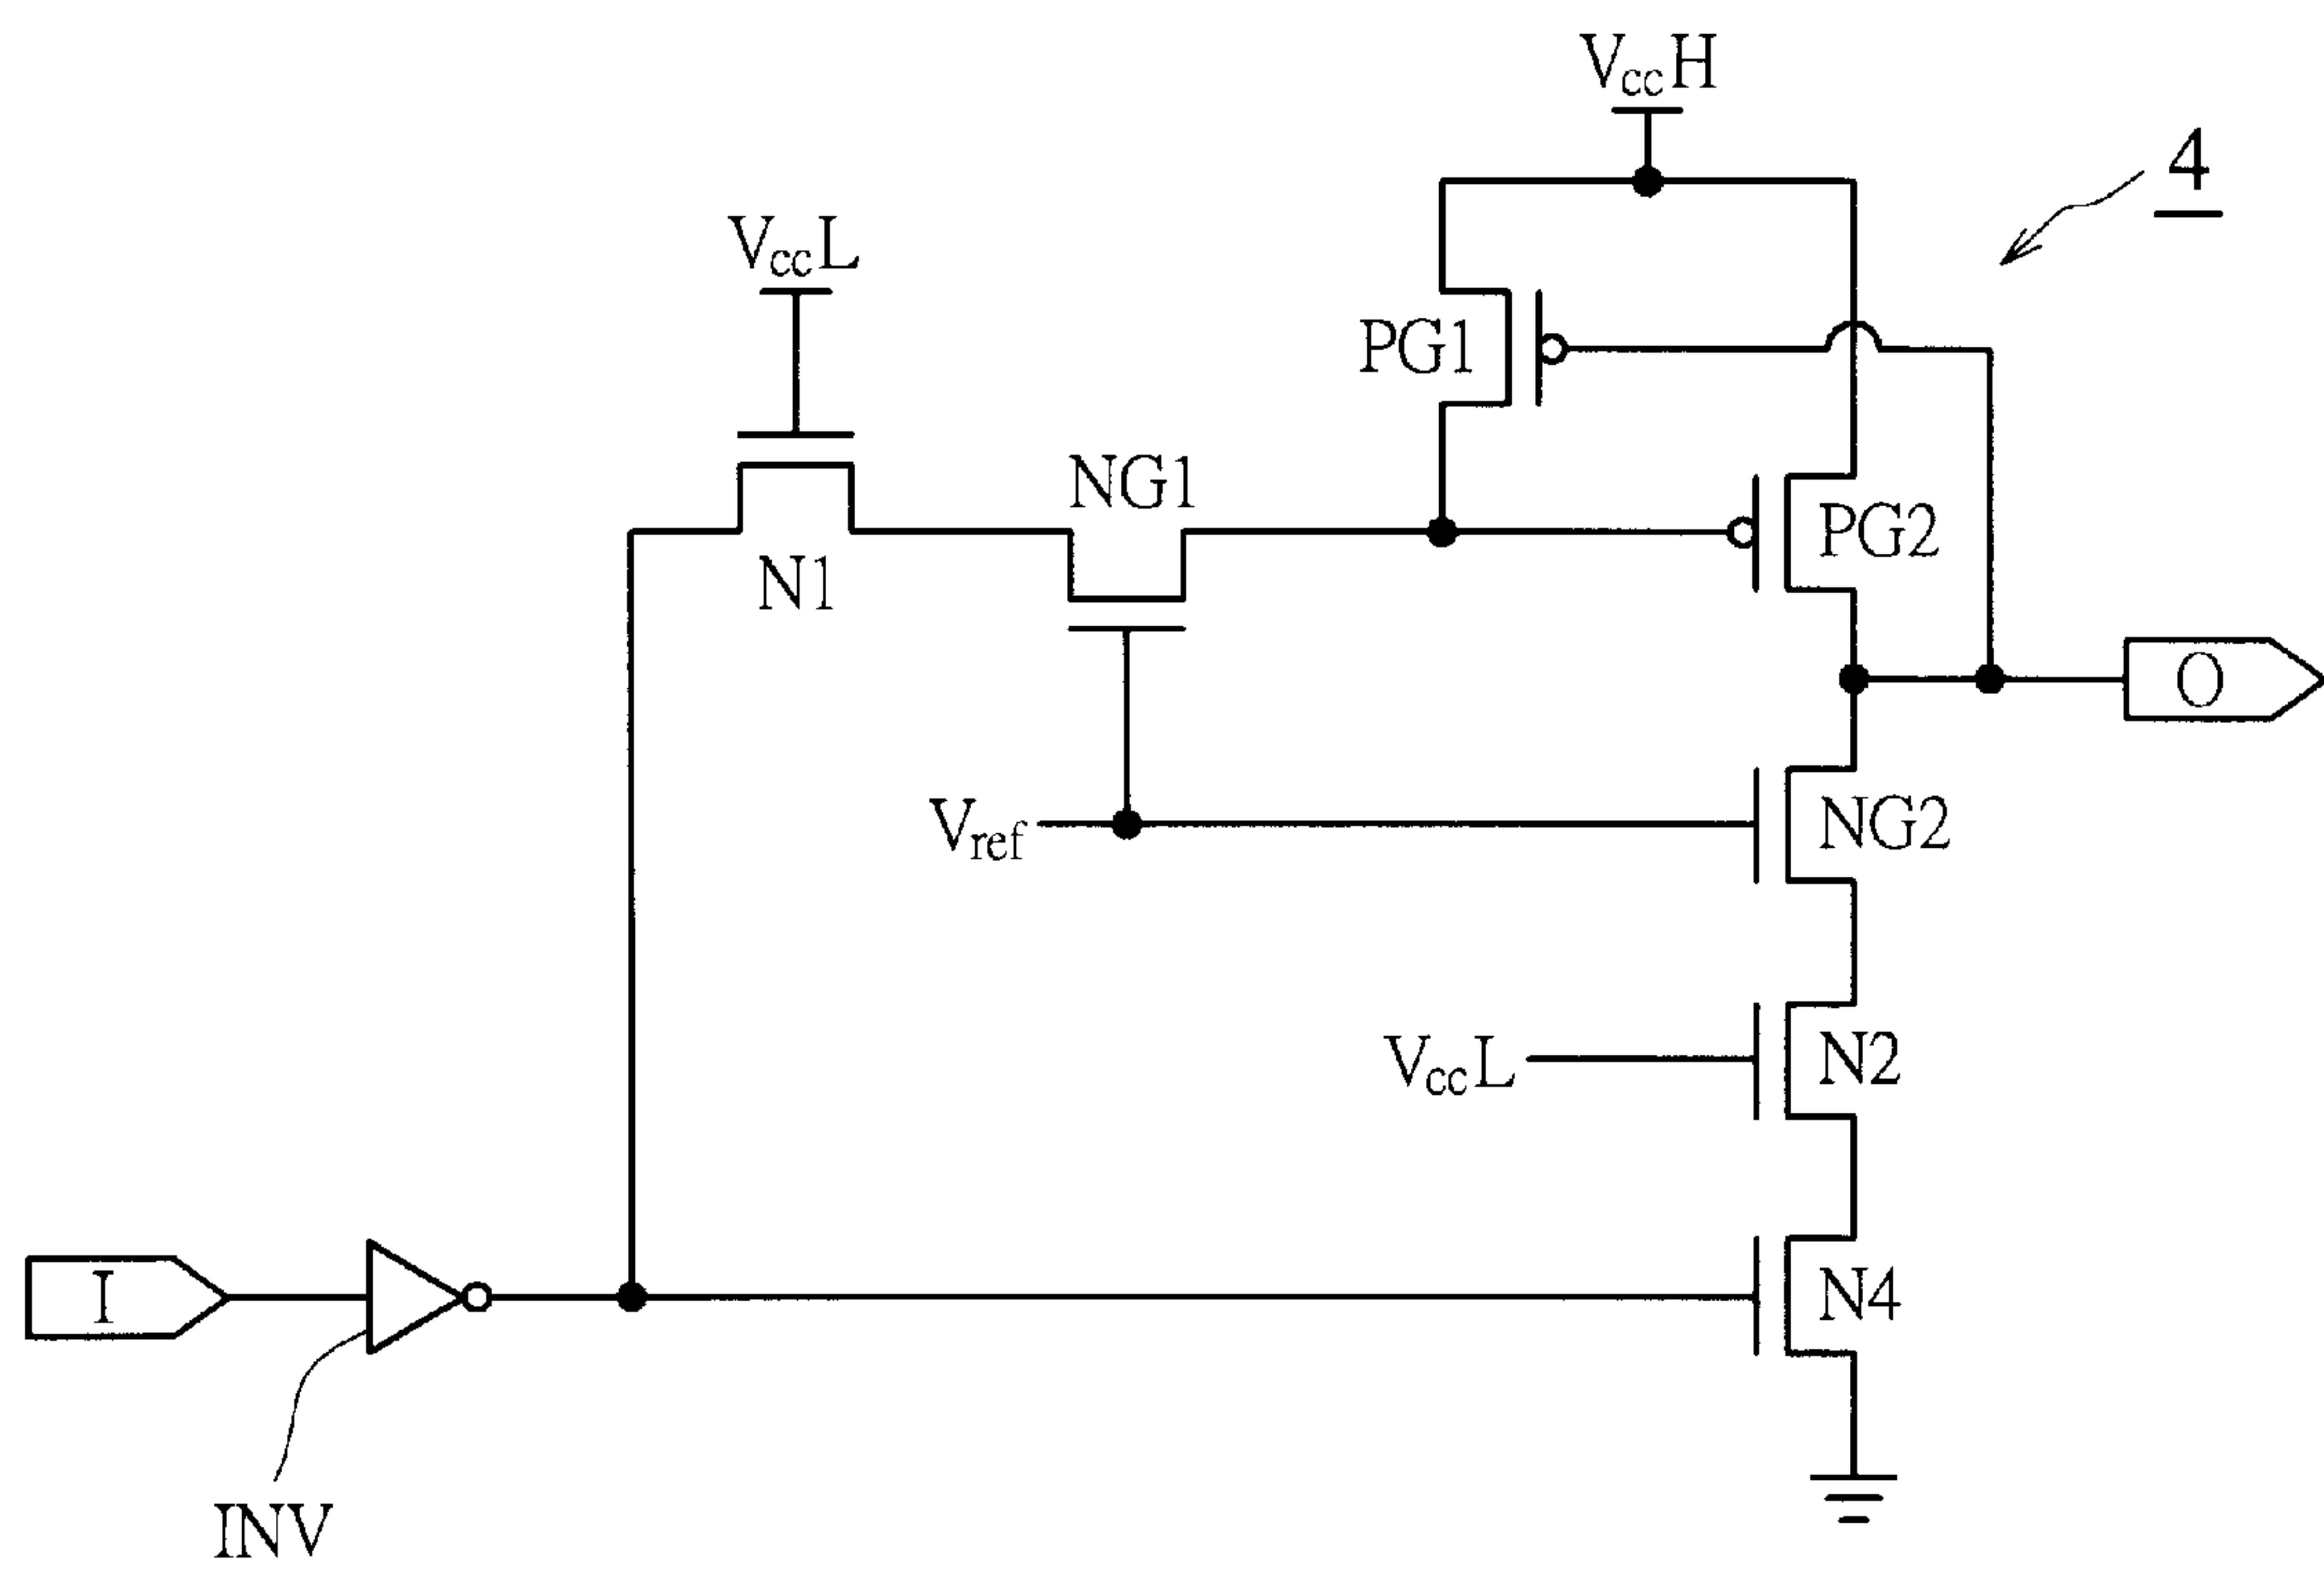 VccH
4
VccL
PG1
NG1
PG2
N1
O
Vref
NG2
VccL
N2
I
N4
INV